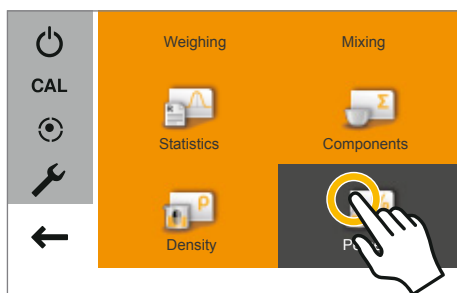 CAL
Weighing Mixing
Σ
Statistics Components
ρ
Density